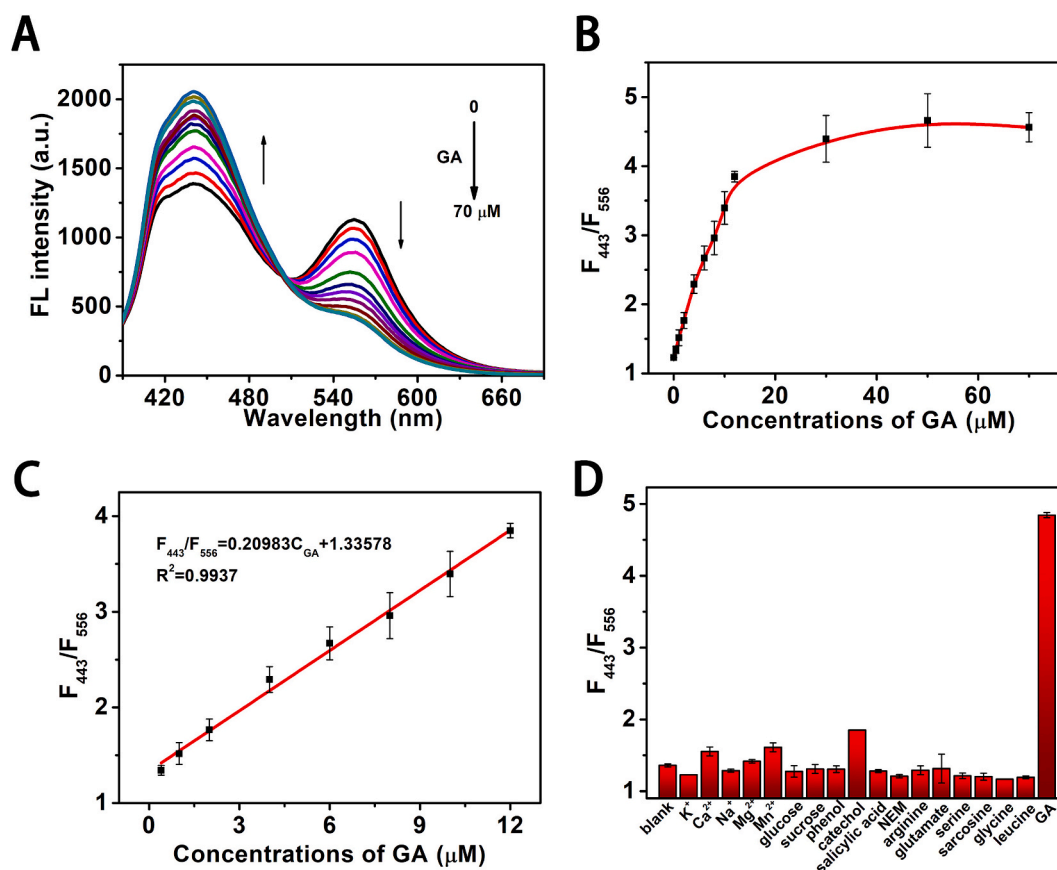 A
FL intensity (a.u.)
2000
1500
1000
500
0
420
480
540
600
660
Wavelength (nm)
0
GA
70 μM
B
F443/F556
5
4
3
2
1
0
20
40
60
Concentrations of GA (μM)
C
F443/F556
4
3
2
1
F443/F556=0.20983CGA+1.33578
R²=0.9937
0
3
6
9
12
Concentrations of GA (μM)
D
F443/F556
5
4
3
2
1
blank
K⁺
Ca²⁺
Na⁺
Mg²⁺
Mn²⁺
glucose
sucrose
phenol
catechol
salicylic acid
NEM
arginine
glutamate
serine
sarcosine
glycine
leucine
GA